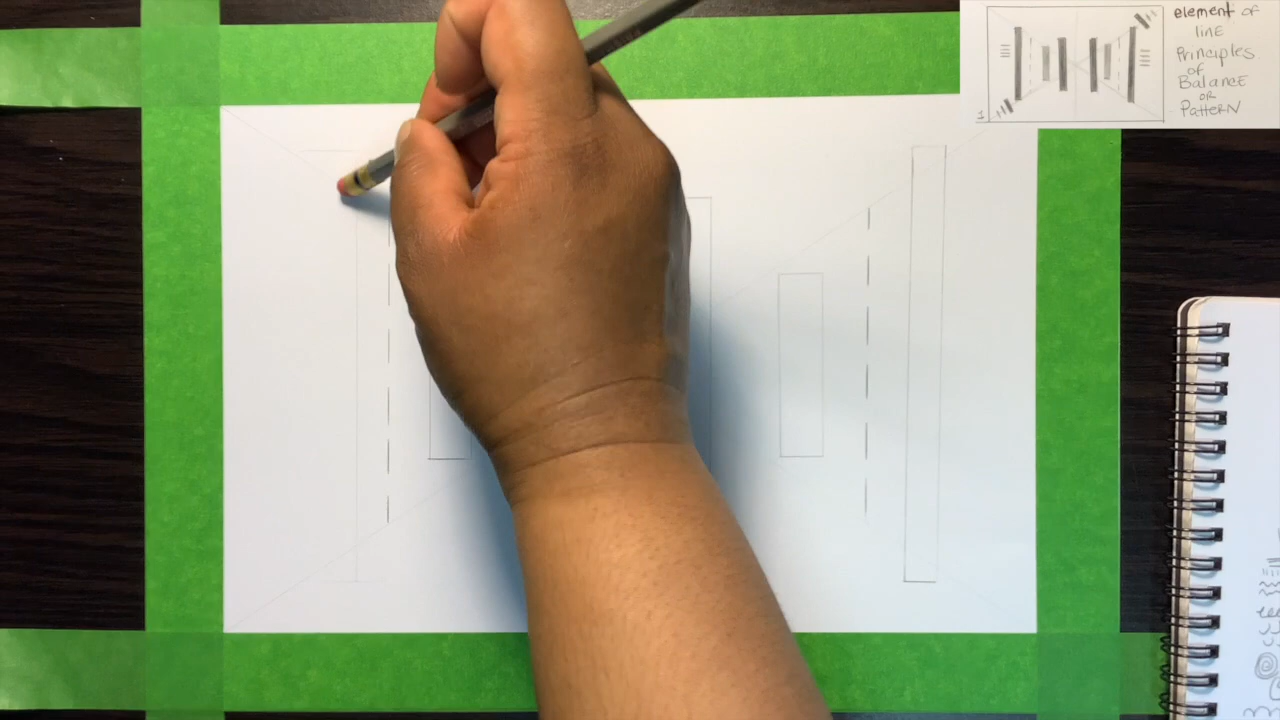 element of
line
Principles
of
Balance
or
Pattern